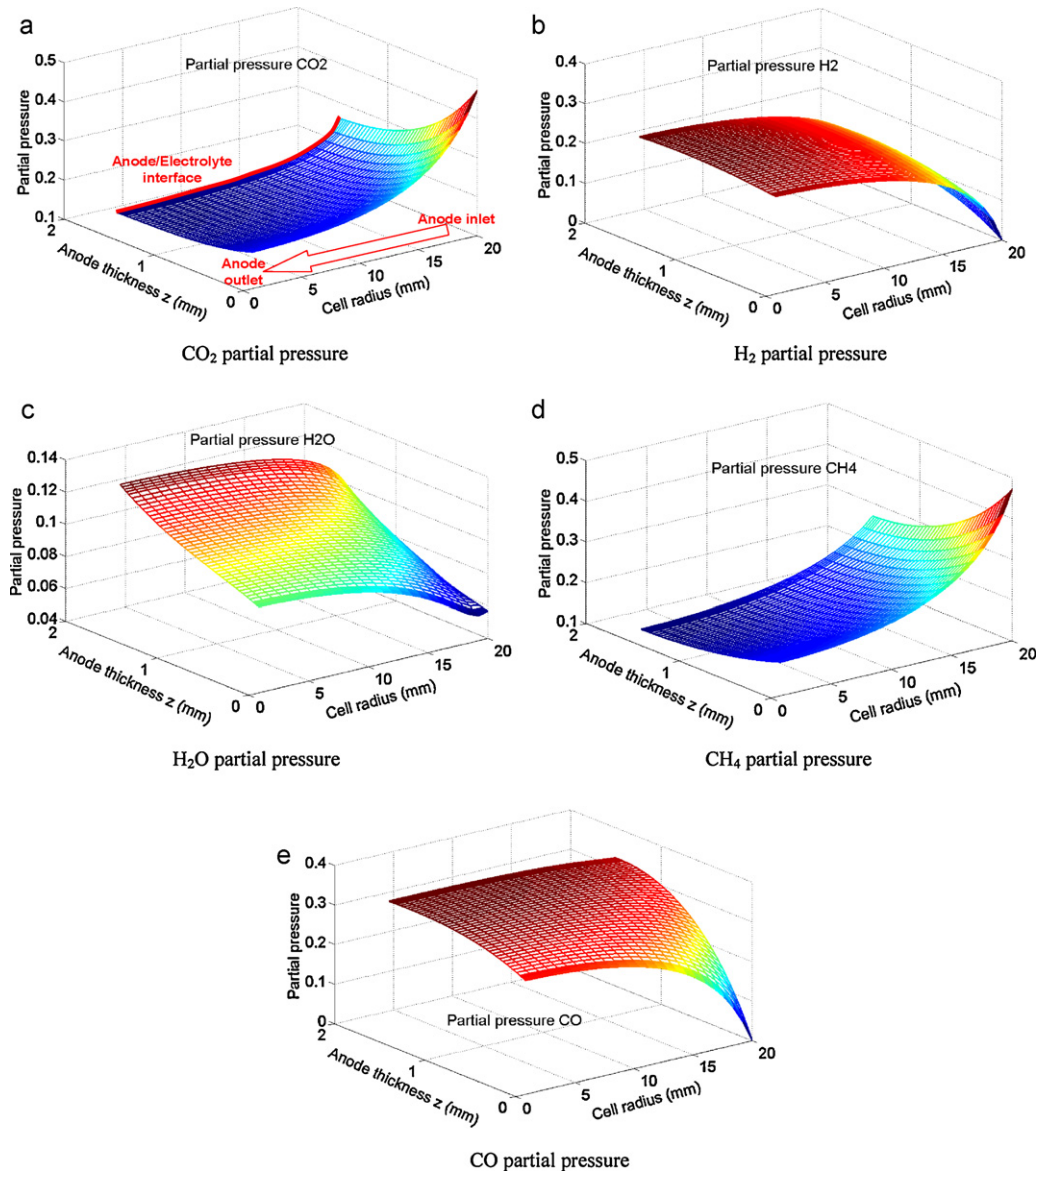 a
Partial pressure CO2
Partial pressure
0.5
0.4
0.3
0.2
0.1
Anode/Electrolyte
interface
Anode inlet
Anode
outlet
2
1
0
Anode thickness z (mm)
0
5
10
15
20
Cell radius (mm)
CO₂ partial pressure
b
Partial pressure H2
Partial pressure
0.4
0.3
0.2
0.1
0
2
1
0
Anode thickness z (mm)
0
5
10
15
20
Cell radius (mm)
H₂ partial pressure
c
Partial pressure H2O
Partial pressure
0.14
0.12
0.1
0.08
0.06
0.04
2
1
0
Anode thickness z (mm)
0
5
10
15
20
Cell radius (mm)
H₂O partial pressure
d
Partial pressure CH4
Partial pressure
0.5
0.4
0.3
0.2
0.1
2
1
0
Anode thickness z (mm)
0
5
10
15
20
Cell radius (mm)
CH₄ partial pressure
e
Partial pressure CO
Partial pressure
0.4
0.3
0.2
0.1
0
2
1
0
Anode thickness z (mm)
0
5
10
15
20
Cell radius (mm)
CO partial pressure